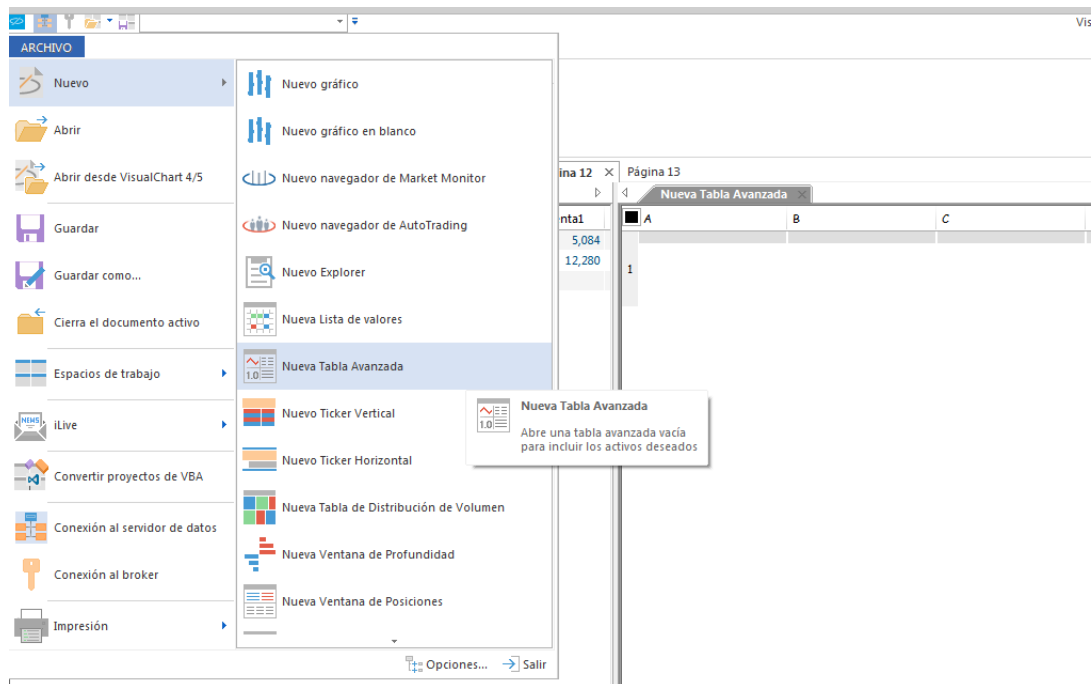 Vis
ARCHIVO
Nuevo
Abrir
Abrir desde VisualChart 4/5
Guardar
Guardar como...
Cierra el documento activo
Espacios de trabajo
iLive
Convertir proyectos de VBA
Conexión al servidor de datos
Conexión al broker
Impresión
Nuevo gráfico
Nuevo gráfico en blanco
Nuevo navegador de Market Monitor
Nuevo navegador de AutoTrading
Nuevo Explorer
Nueva Lista de valores
Nueva Tabla Avanzada
Nuevo Ticker Vertical
Nuevo Ticker Horizontal
Nueva Tabla de Distribución de Volumen
Nueva Ventana de Profundidad
Nueva Ventana de Posiciones
Opciones... Salir
Nueva Tabla Avanzada
Abre una tabla avanzada vacía
para incluir los activos deseados
ina 12 Página 13
Nueva Tabla Avanzada
nta1 A B C
5,084
12,280
1
NEWS
1.0
1.0